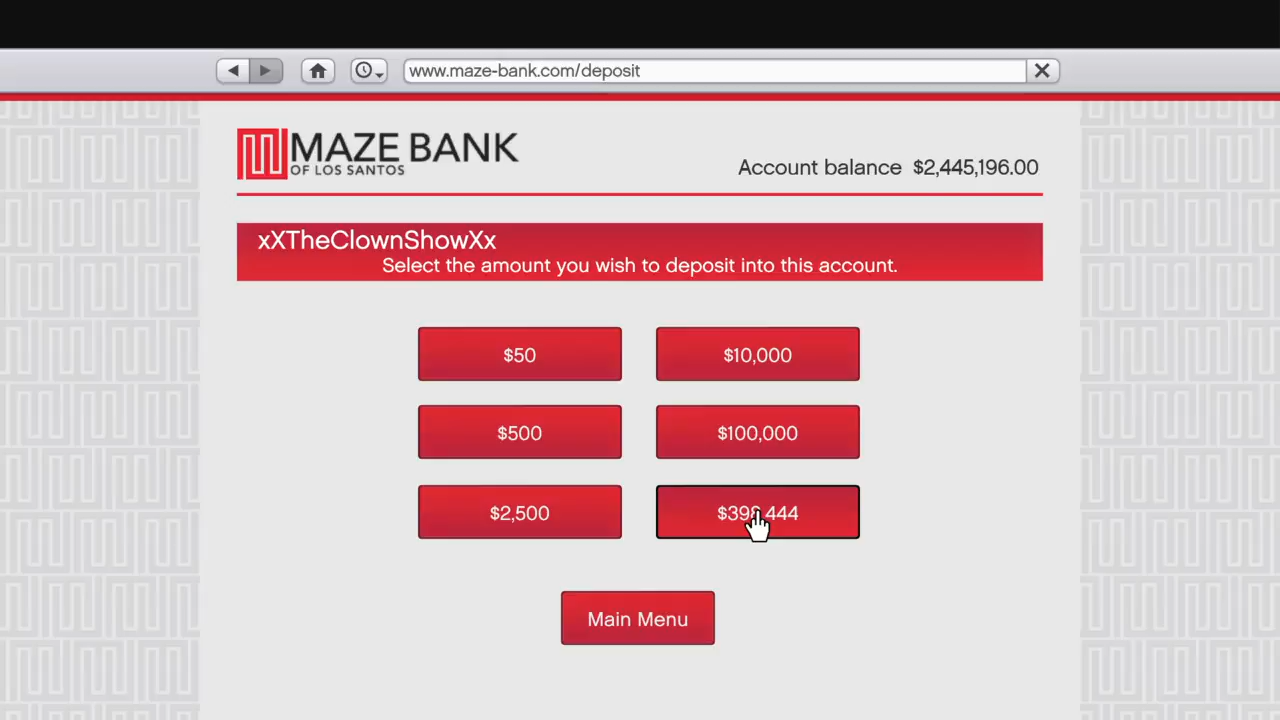 www.maze-bank.com/deposit
MAZE BANK
OF LOS SANTOS
Account balance $2,445,196.00
xXTheClownShowXx
Select the amount you wish to deposit into this account.
$50
$10,000
$500
$100,000
$2,500
Main Menu